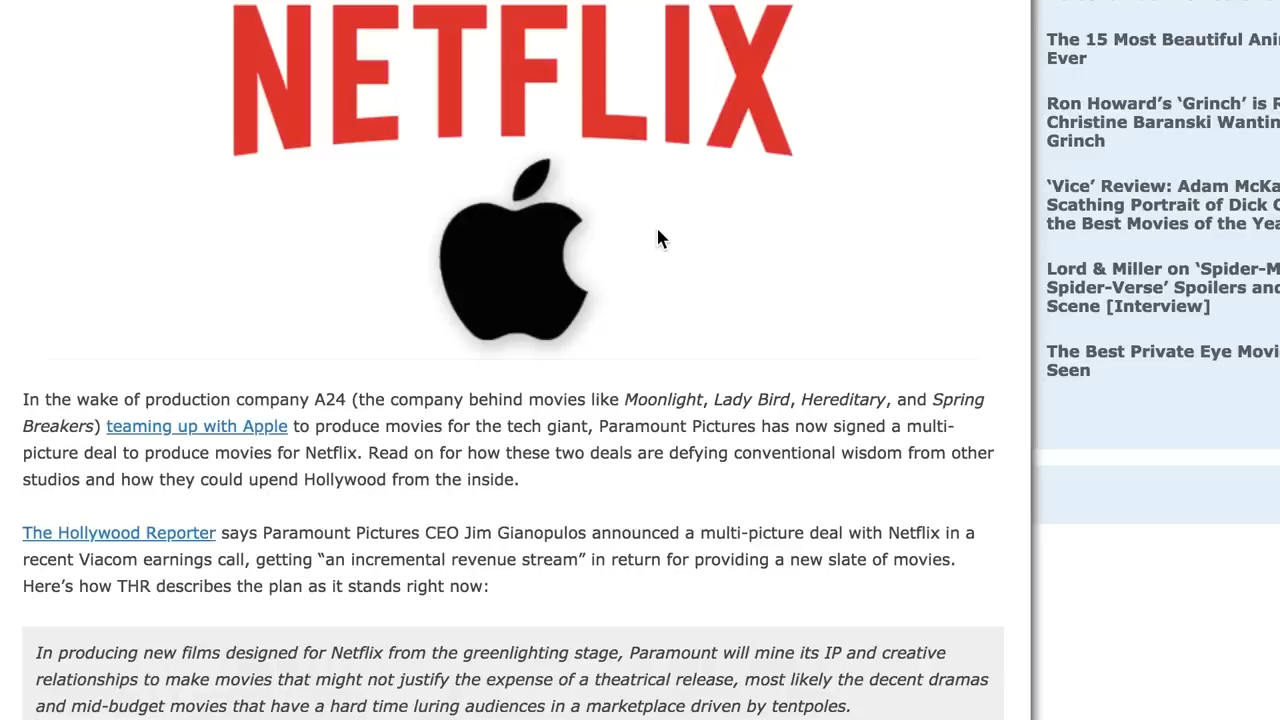 NETFLIX
In the wake of production company A24 (the company behind movies like Moonlight, Lady Bird, Hereditary, and Spring
Breakers) teaming up with Apple to produce movies for the tech giant, Paramount Pictures has now signed a multi-
picture deal to produce movies for Netflix. Read on for how these two deals are defying conventional wisdom from other
studios and how they could upend Hollywood from the inside.
The Hollywood Reporter says Paramount Pictures CEO Jim Gianopulos announced a multi-picture deal with Netflix in a
recent Viacom earnings call, getting “an incremental revenue stream” in return for providing a new slate of movies.
Here’s how THR describes the plan as it stands right now:
In producing new films designed for Netflix from the greenlighting stage, Paramount will mine its IP and creative
relationships to make movies that might not justify the expense of a theatrical release, most likely the decent dramas
and mid-budget movies that have a hard time luring audiences in a marketplace driven by tentpoles.
The 15 Most Beautiful
Ever
Ron Howard’s ‘Grinch’ is
Christine Baranski
Grinch
‘Vice’ Review: Adam
Scathing Portrait of Dick
the Best Movies of the
Lord & Miller on
Spider-Verse’ Spoilers
Scene [Interview]
The Best Private Eye
Seen